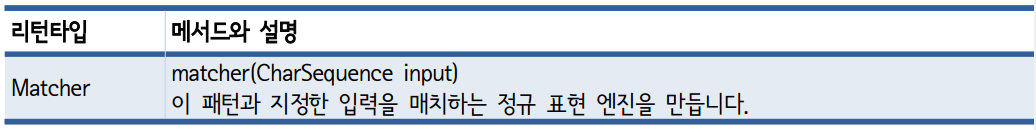 리턴타입 메서드와 설명
Matcher matcher(CharSequence input)
이 패턴과 지정한 입력을 매치하는 정규 표현 엔진을 만듭니다.